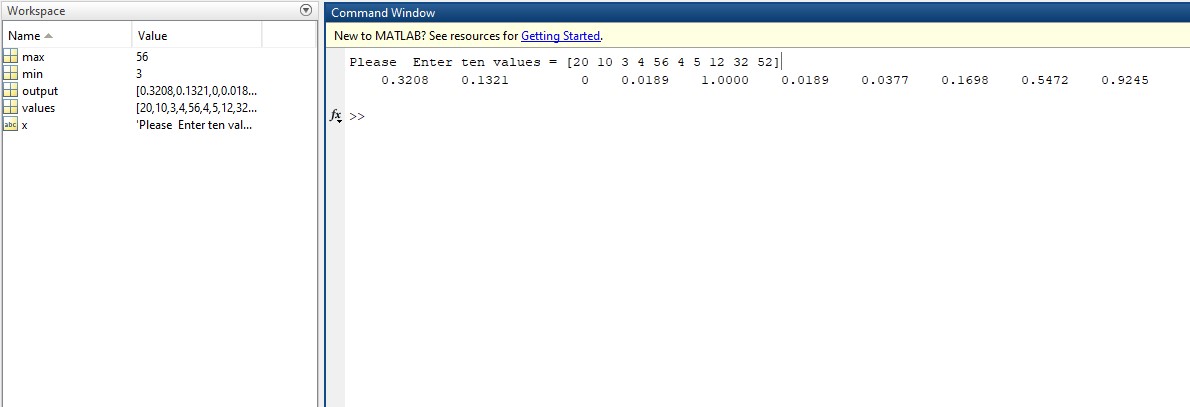 Workspace
Name Value
max 56
min 3
output [0.3208,0.1321,0,0.018...
values [20,10,3,4,56,4,5,12,32...
abc x 'Please Enter ten val...
Command Window
New to MATLAB? See resources for Getting Started.
Please  Enter ten values = [20 10 3 4 56 4 5 12 32 52]
0.3208 0.1321 0 0.0189 1.0000 0.0189 0.0377 0.1698 0.5472 0.9245
fx >>